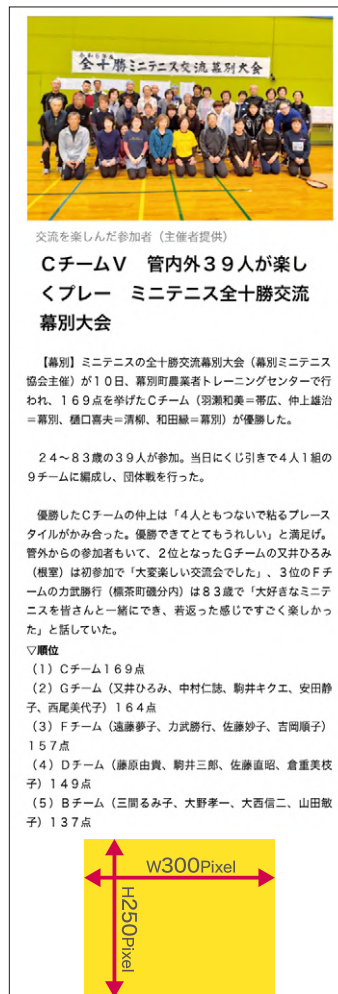 全十勝ミニテニス交流幕別大会
交流を楽しんだ参加者（主催者提供）
ＣチームＶ　管内外３９人が楽し
くプレー　ミニテニス全十勝交流
幕別大会
【幕別】ミニテニスの全十勝交流幕別大会（幕別ミニテニス
協会主催）が１０日、幕別町農業者トレーニングセンターで行
われ、１６９点を挙げたＣチーム（羽瀬和美＝帯広、仲上雄治
＝幕別、樋口喜夫＝清柳、和田縁＝幕別）が優勝した。
２４～８３歳の３９人が参加。当日にくじ引きで４人１組の
９チームに編成し、団体戦を行った。
優勝したＣチームの仲上は「４人ともつないで粘るプレース
タイルがかみ合った。優勝できてとてもうれしい」と満足げ。
管外からの参加者もいて、２位となったＧチームの又井ひろみ
（根室）は初参加で「大変楽しい交流会でした」、３位のＦチ
ームの力武勝行（標茶町磯分内）は８３歳で「大好きなミニテ
ニスを皆さんと一緒にでき、若返った感じですごく楽しかっ
た」と話していた。
▽順位
（１）Ｃチーム１６９点
（２）Ｇチーム（又井ひろみ、中村仁誌、駒井キクエ、安田静
子、西尾美代子）１６４点
（３）Ｆチーム（遠藤夢子、力武勝行、佐藤妙子、吉岡順子）
１５７点
（４）Ｄチーム（藤原由貴、駒井三郎、佐藤直昭、倉重美枝
子）１４９点
（５）Ｂチーム（三間るみ子、大野孝一、大西信二、山田敏
子）１３７点
W300Pixel
H250Pixel